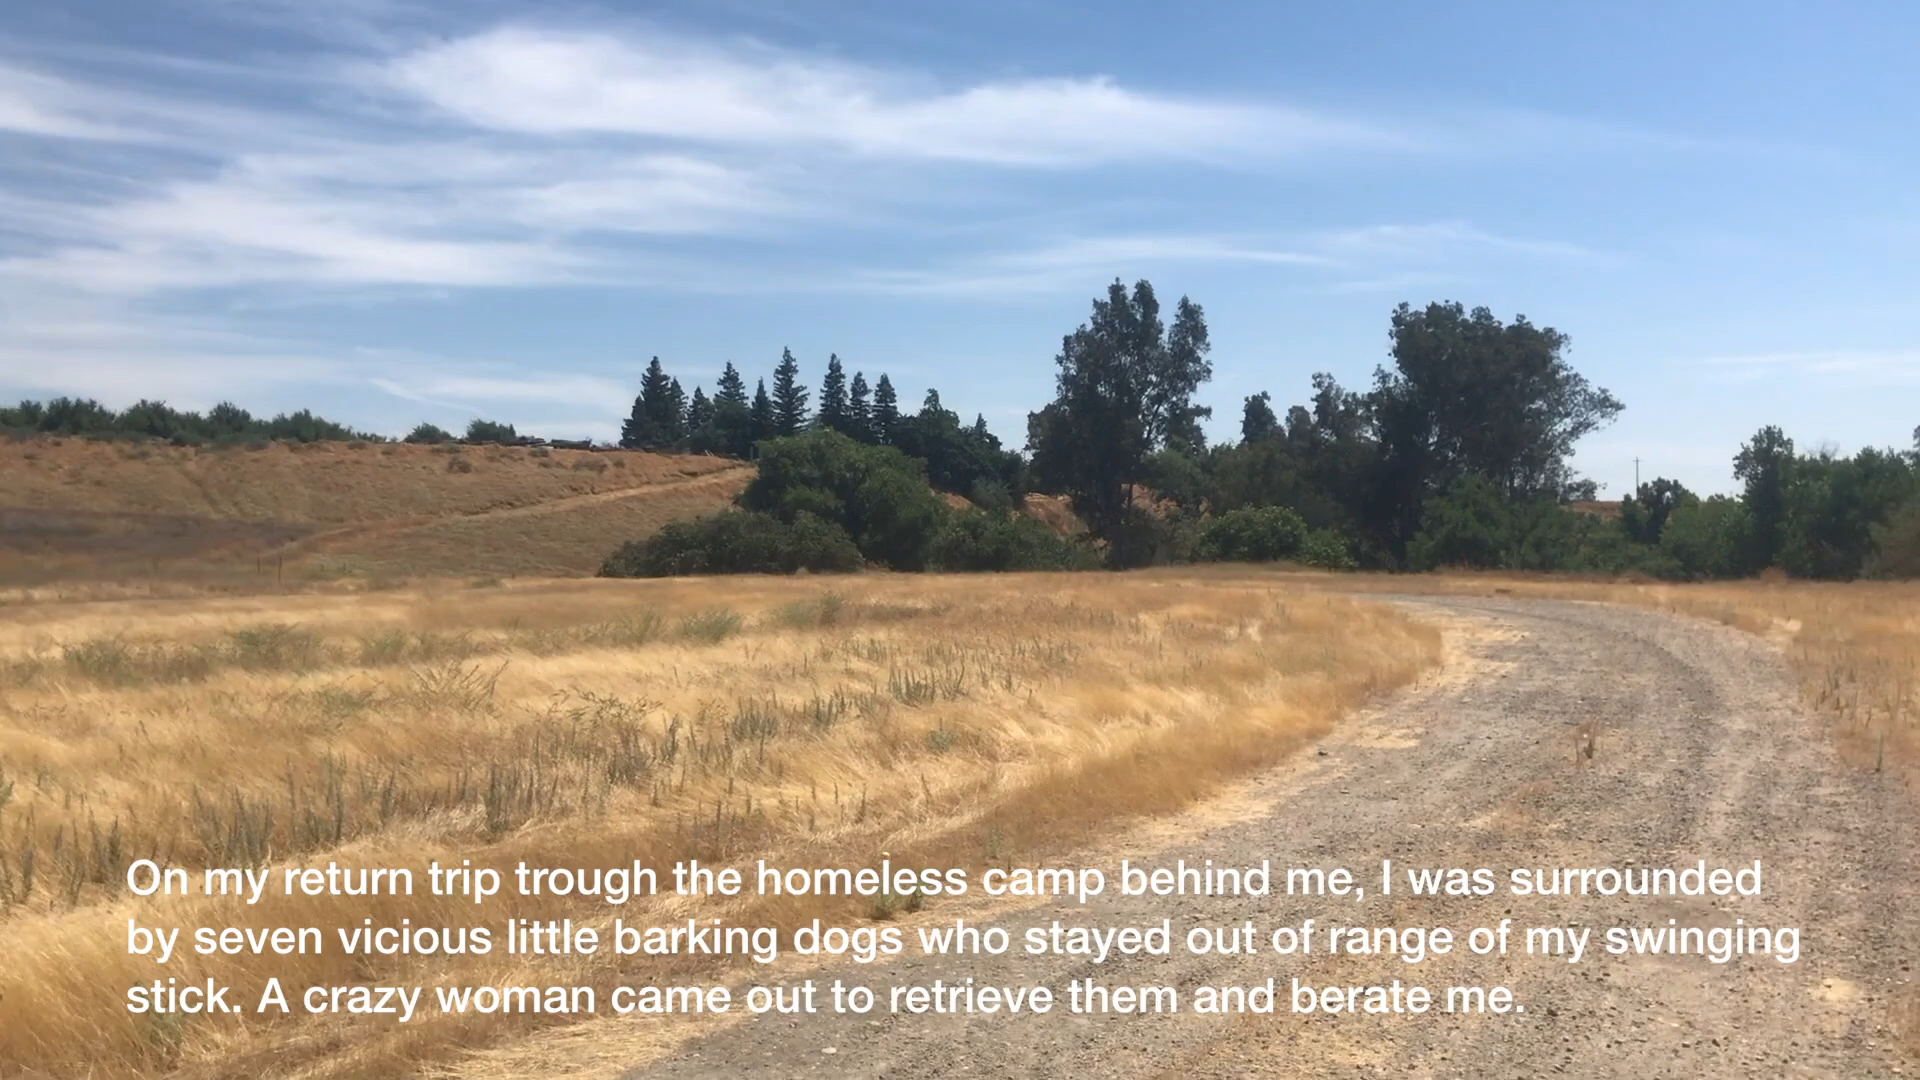 On my return trip trough the homeless camp behind me, I was surrounded
by seven vicious little barking dogs who stayed out of range of my swinging
stick. A crazy woman came out to retrieve them and berate me.